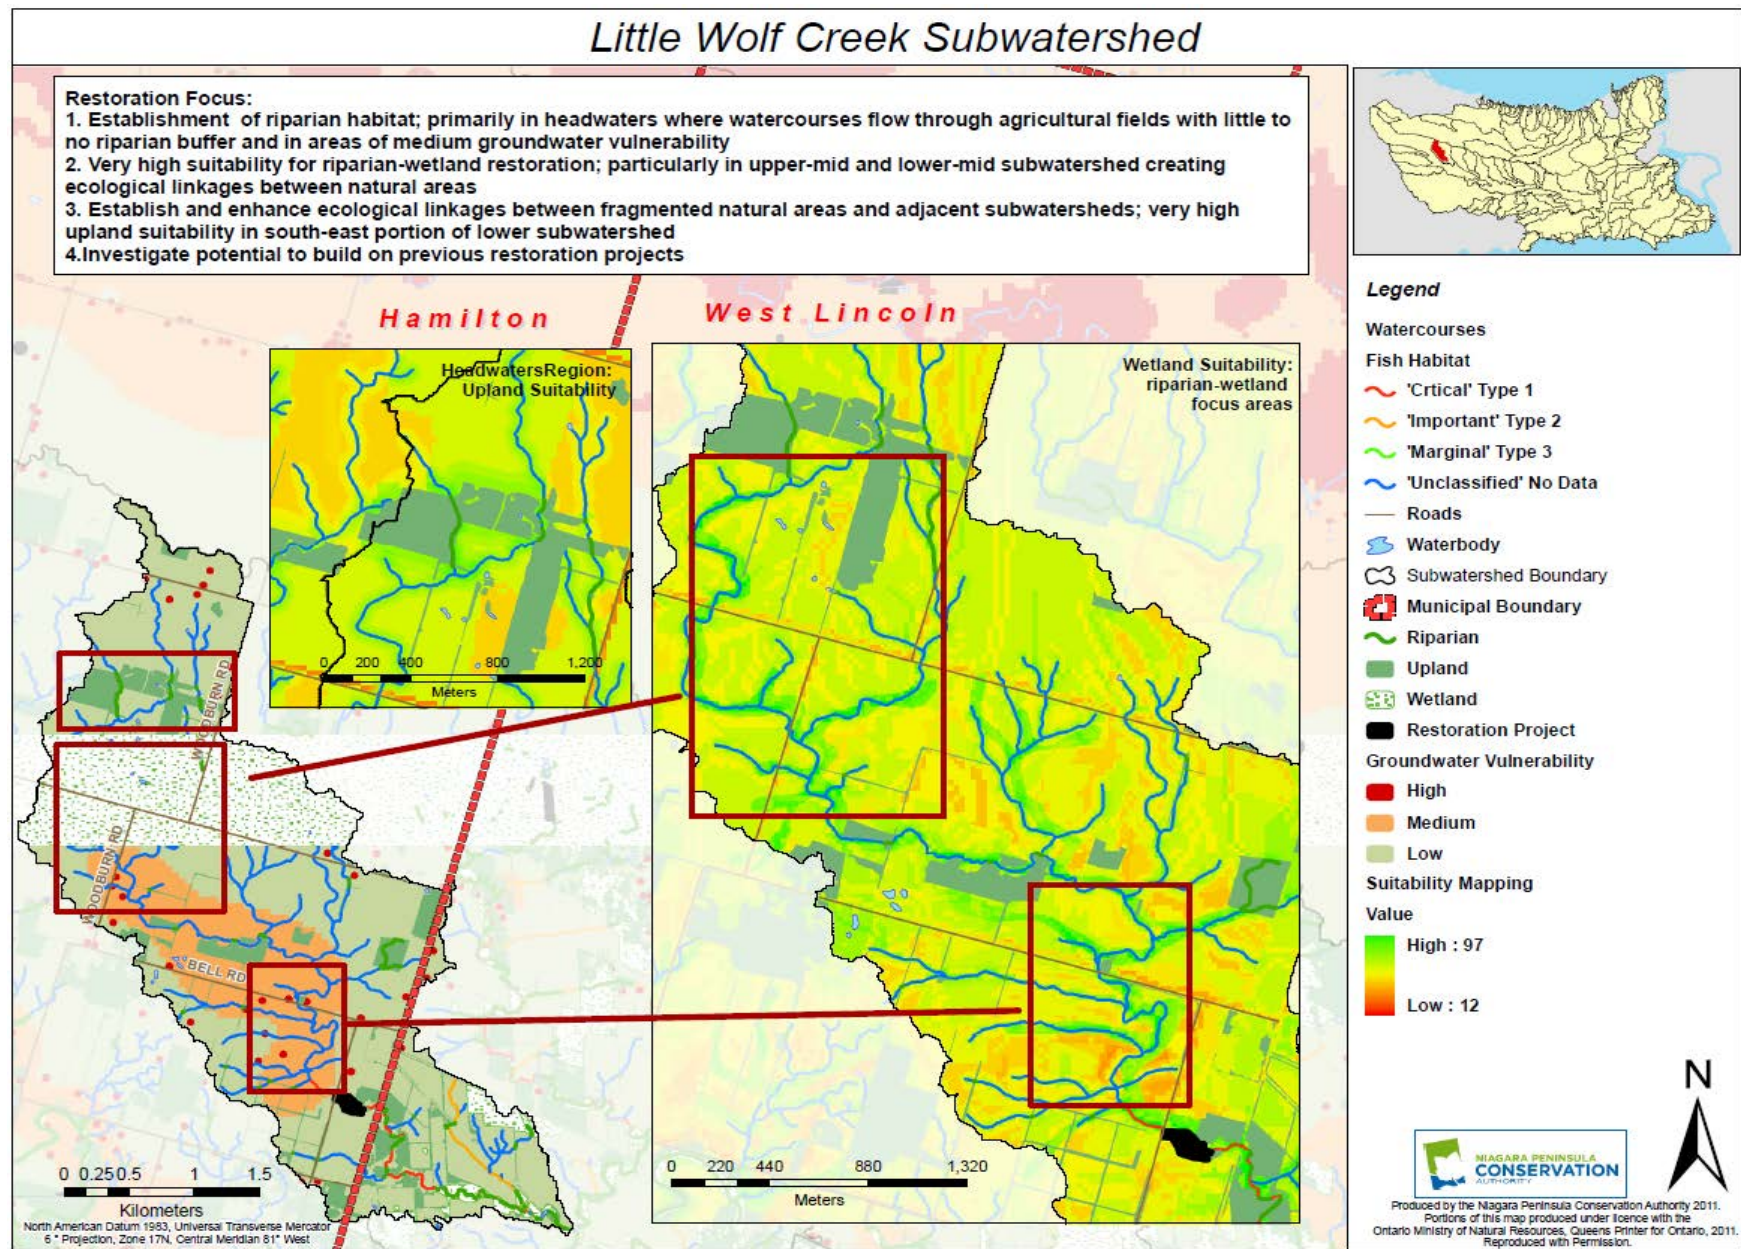 Little Wolf Creek Subwatershed
Restoration Focus:
1. Establishment of riparian habitat; primarily in headwaters where watercourses flow through agricultural fields with little to
no riparian buffer and in areas of medium groundwater vulnerability
2. Very high suitability for riparian-wetland restoration; particularly in upper-mid and lower-mid subwatershed creating
ecological linkages between natural areas
3. Establish and enhance ecological linkages between fragmented natural areas and adjacent subwatersheds; very high
upland suitability in south-east portion of lower subwatershed
4.Investigate potential to build on previous restoration projects
Hamilton
West Lincoln
HeadwatersRegion:
Upland Suitability
0 200 400 800 1,200
Meters
Wetland Suitability:
riparian-wetland
focus areas
WOODBURN RD
WOODBURN RD
BELL RD
0 220 440 880 1,320
Meters
0 0.25 0.5 1 1.5
Kilometers
North American Datum 1983, Universal Transverse Mercator
6 ° Projection, Zone 17N, Central Meridian 81° West
Legend
Watercourses
Fish Habitat
'Crtical' Type 1
'Important' Type 2
'Marginal' Type 3
'Unclassified' No Data
Roads
Waterbody
Subwatershed Boundary
Municipal Boundary
Riparian
Upland
Wetland
Restoration Project
Groundwater Vulnerability
High
Medium
Low
Suitability Mapping
Value
High : 97
Low : 12
N
NIAGARA PENINSULA
CONSERVATION
AUTHORITY
Produced by the Niagara Peninsula Conservation Authority 2011.
Portions of this map produced under licence with the
Ontario Ministry of Natural Resources, Queens Printer for Ontario, 2011.
Reproduced with Permission.